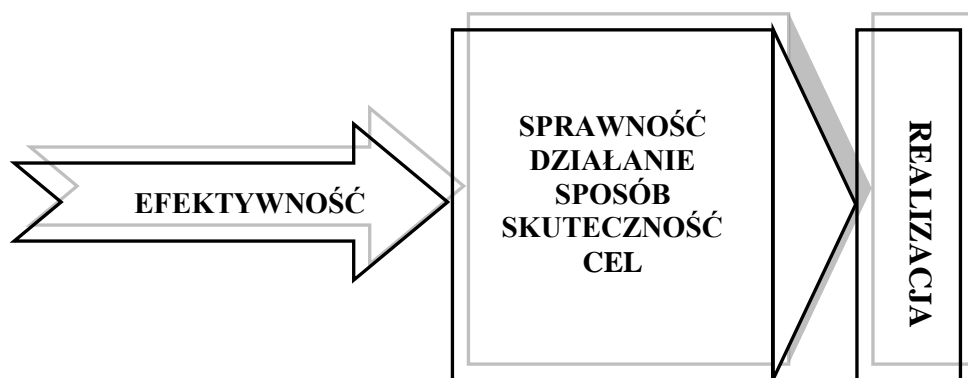 EFEKTYWNOŚĆ
SPRAWNOŚĆ
DZIAŁANIE
SPOSÓB
SKUTECZNOŚĆ
CEL
REALIZACJA